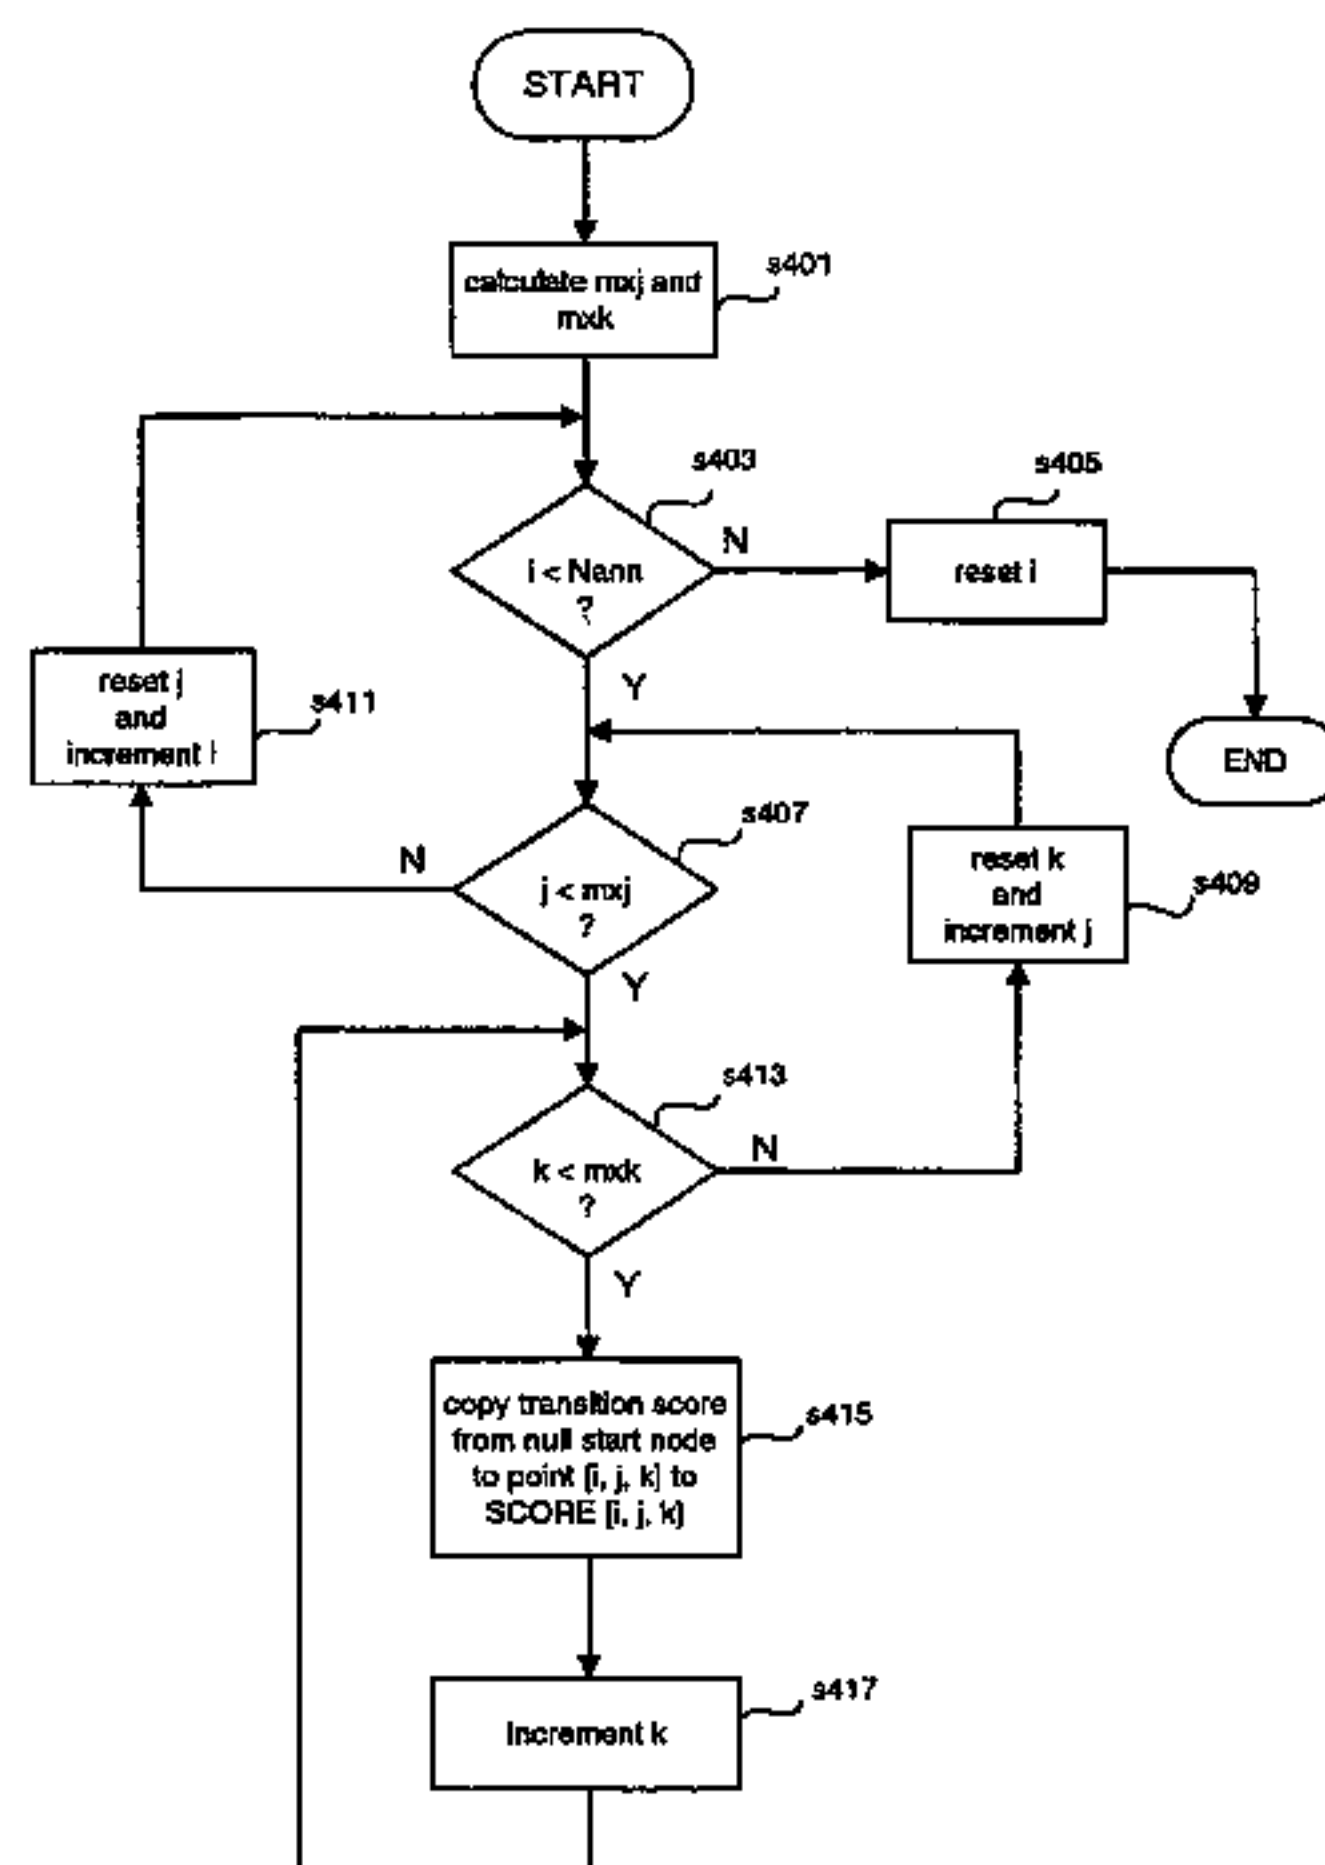 START
calculate mxj and
mxk
s401
s403
i < Nann
?
N
s405
reset i
Y
END
reset j
and
increment i
s411
s407
j < mxj
?
N
Y
reset k
and
increment j
s409
s413
k < mxk
?
N
Y
copy transition score
from null start node
to point [i, j, k] to
SCORE [i, j, k]
s415
increment k
s417